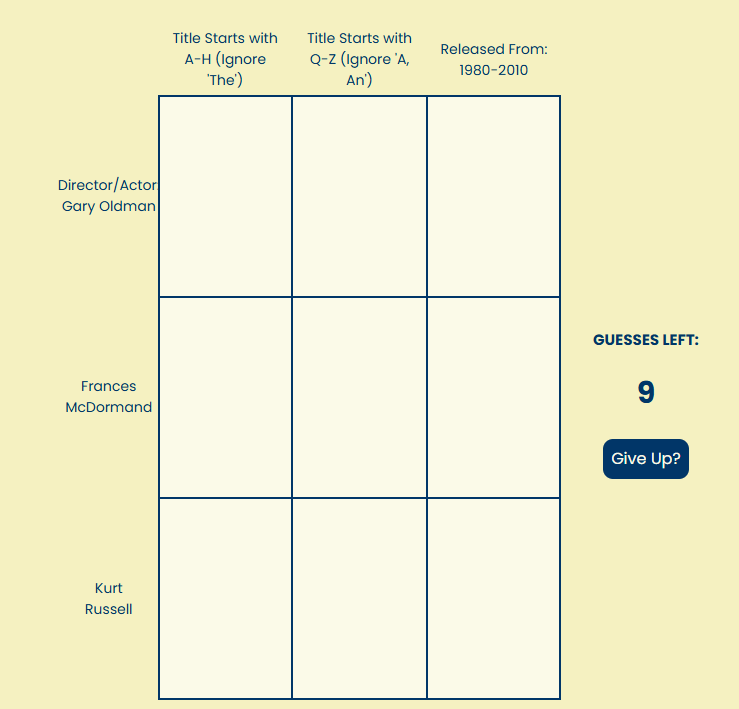 Title Starts with
A-H (Ignore
'The')
Title Starts with
Q-Z (Ignore 'A,
An')
Released From:
1980-2010
Director/Actor
Gary Oldman
Frances
McDormand
Kurt
Russell
GUESSES LEFT:
9
Give Up?